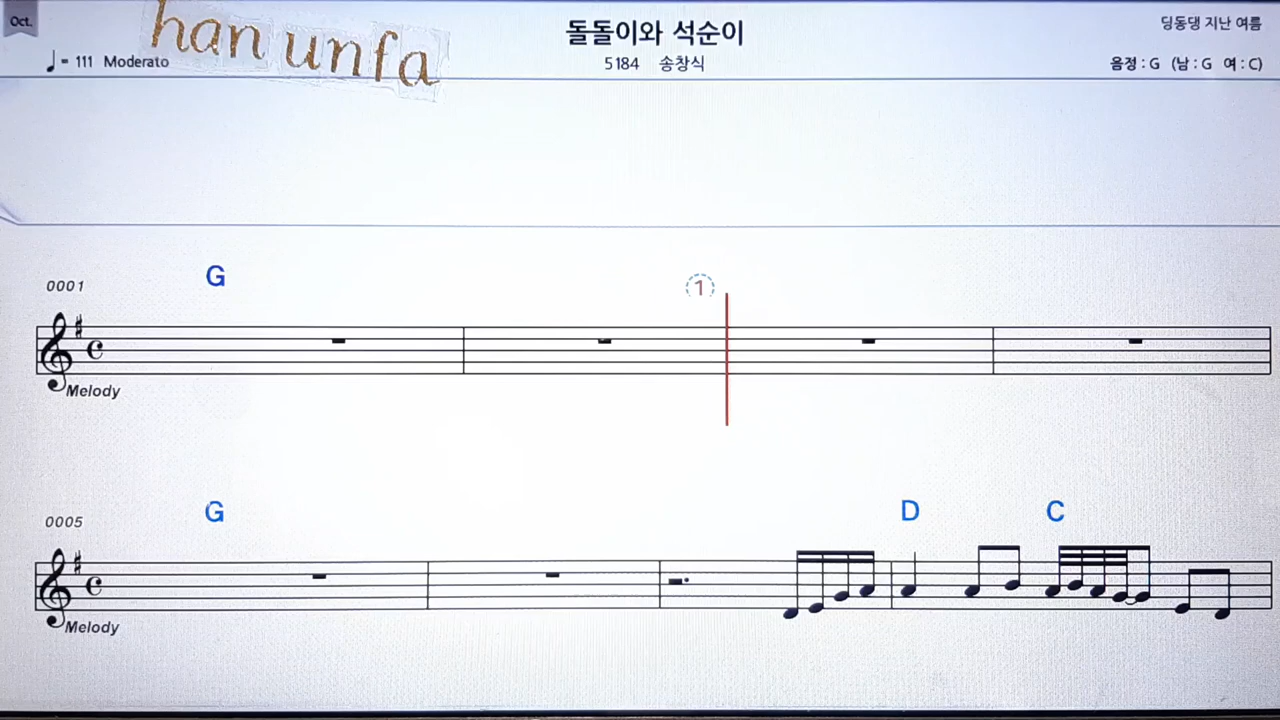 Oct.
han unfa
돌돌이와 석순이
딩동댕 지난 여름
= 111 Moderato
5184 송창식
음정 : G (남 : G 여 : C)
0001
G
1
Melody
0005
G
D
C
Melody